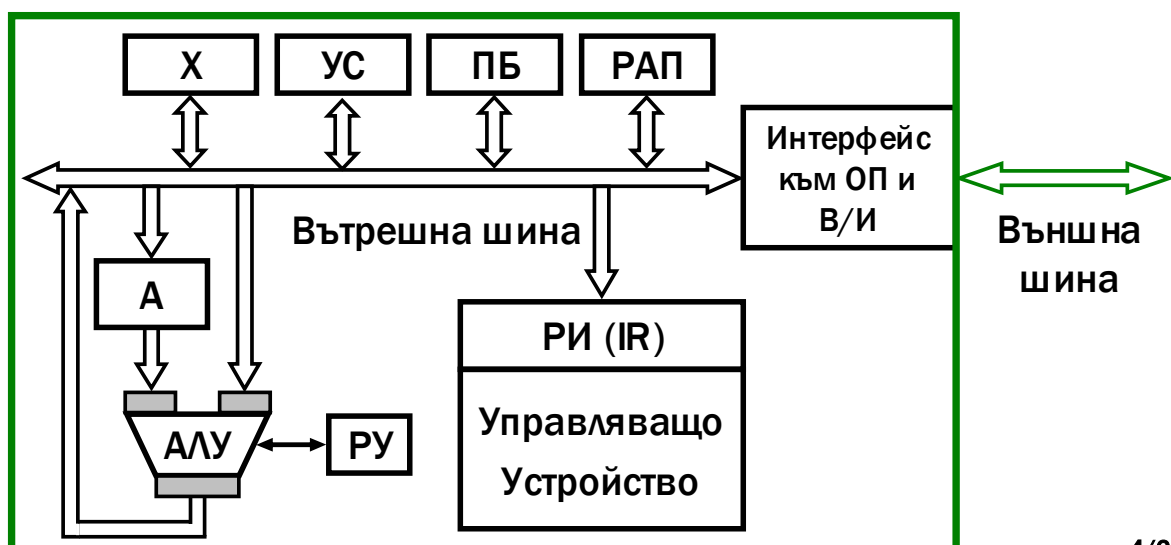 Х
УС
ПБ
РАП
Интерфейс
към ОП и
В/И
Вътрешна шина
Външна
шина
А
РИ (IR)
АЛУ
РУ
Управляващо
Устройство